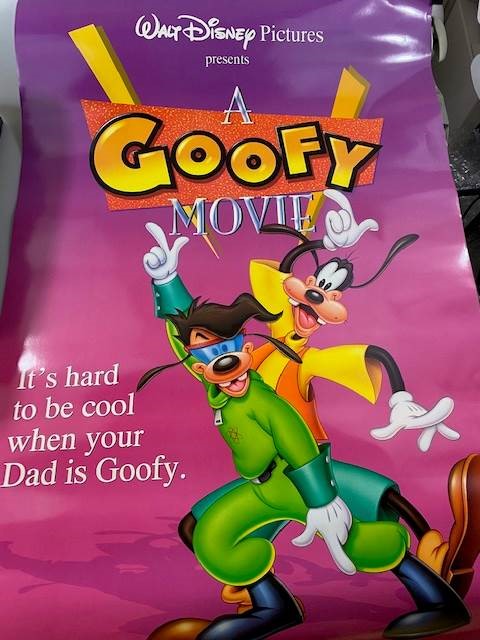 Walt Disney Pictures
presents
A
GOOFY
MOVIE
It's hard
to be cool
when your
Dad is Goofy.